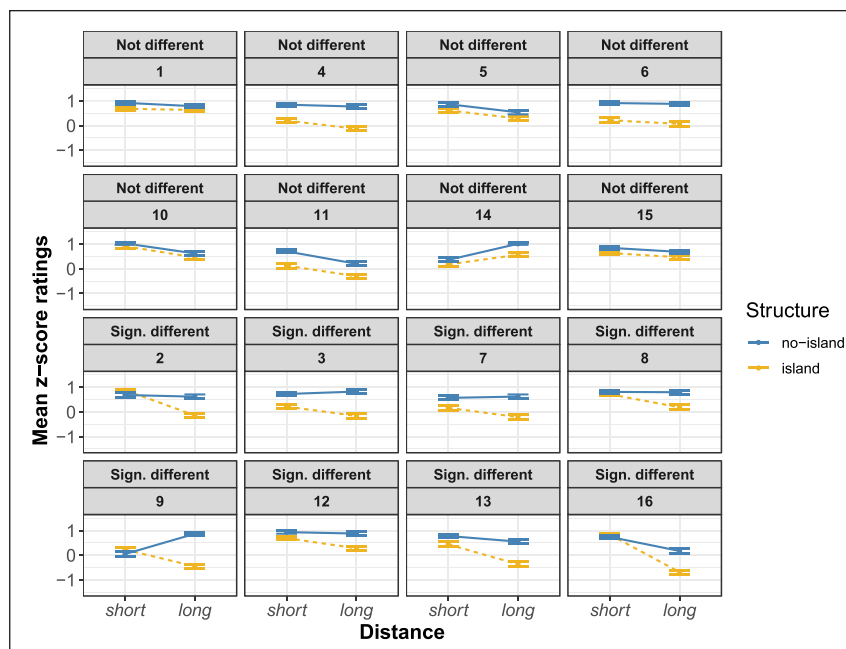 Not different Not different Not different Not different
1 4 5 6
1
0
−1
Not different Not different Not different Not different
10 11 14 15
1
0
−1
Sign. different Sign. different Sign. different Sign. different
2 3 7 8
1
0
−1
Sign. different Sign. different Sign. different Sign. different
9 12 13 16
1
0
−1
short long short long short long short long
Distance
Mean z−score ratings
Structure
no−island
island